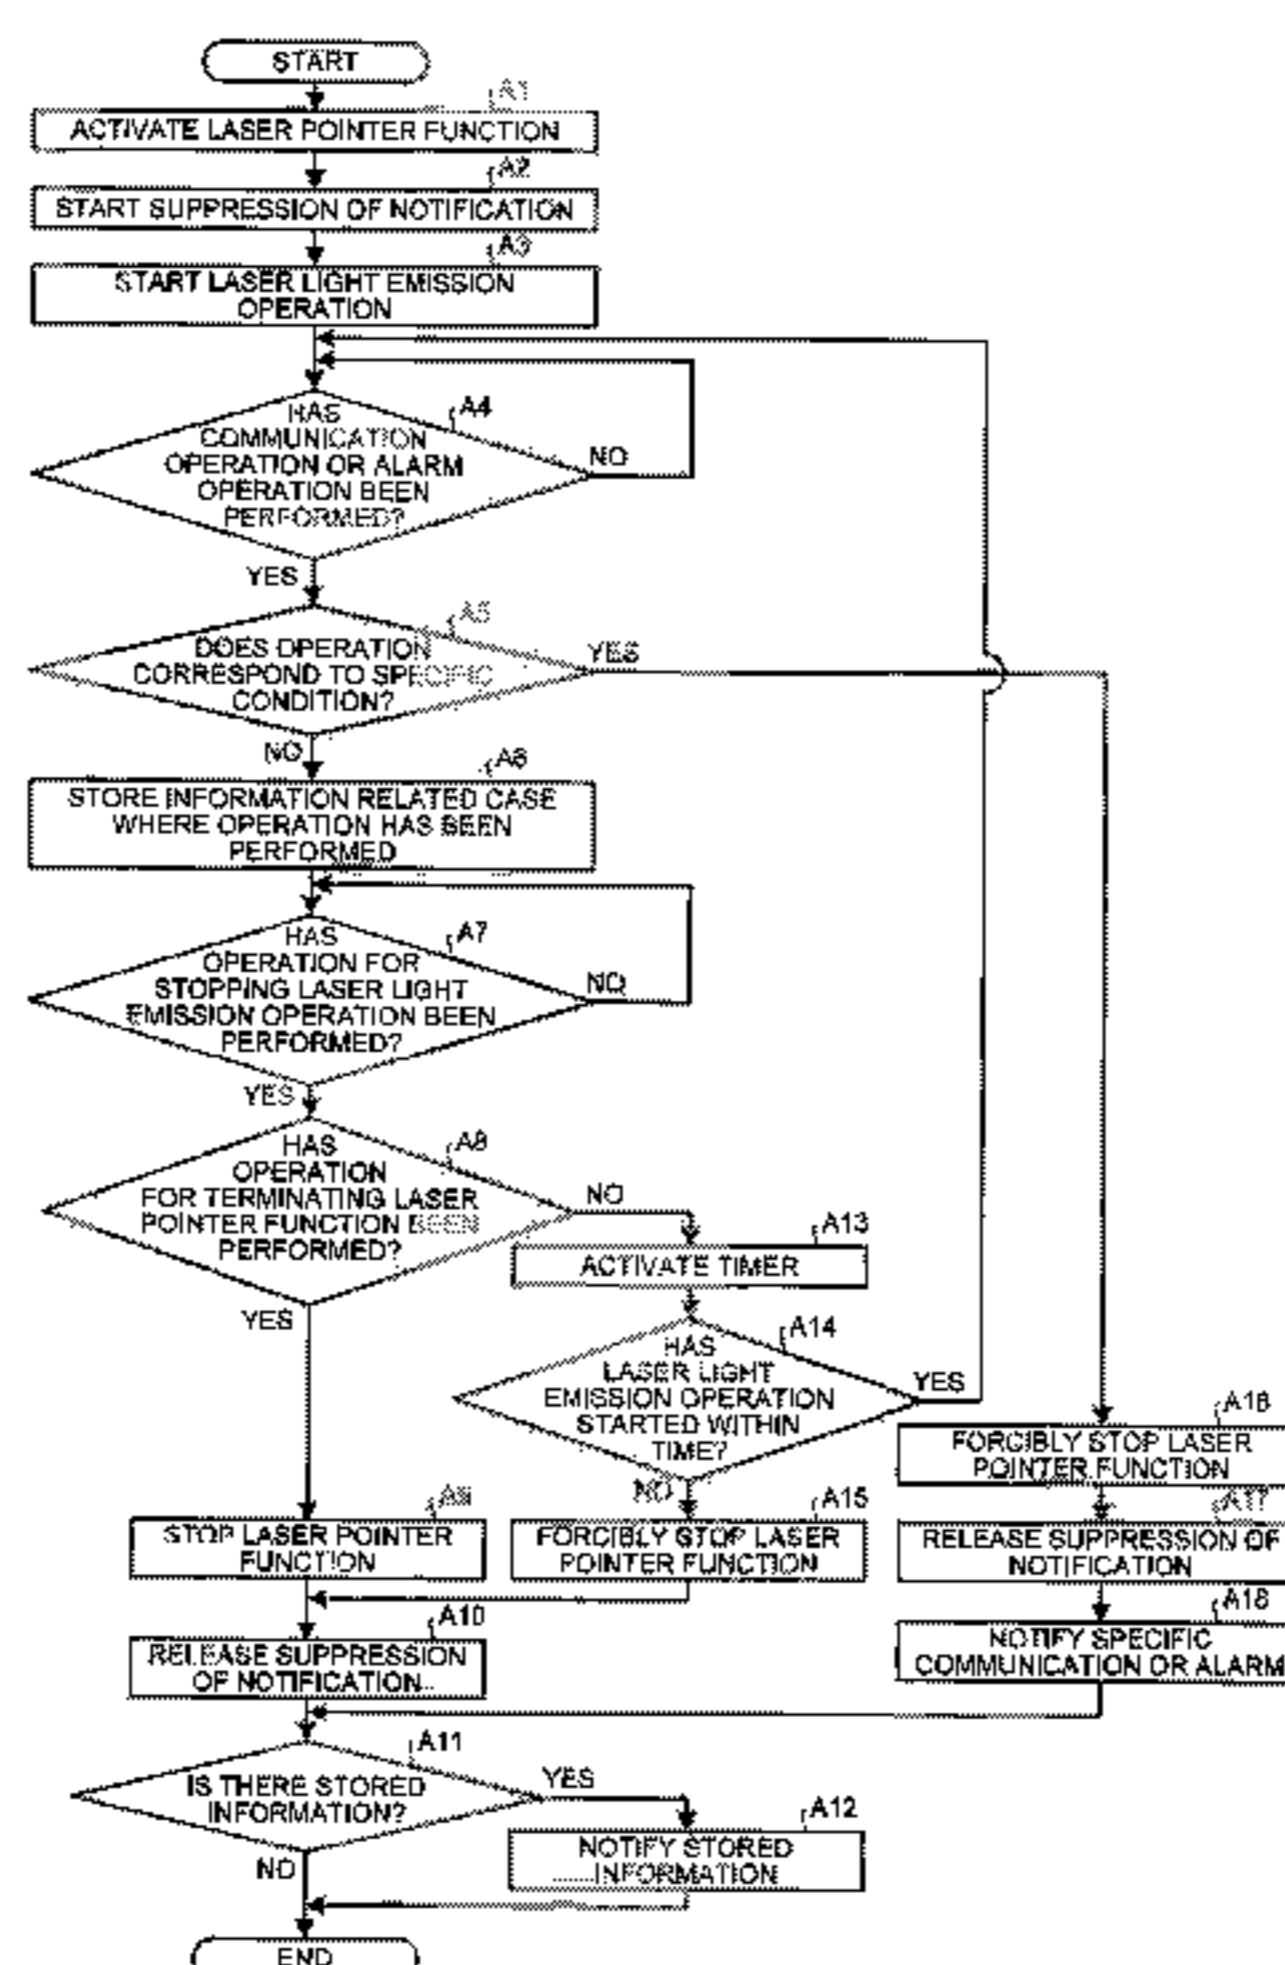 START
A1
ACTIVATE LASER POINTER FUNCTION
A2
START SUPPRESSION OF NOTIFICATION
A3
START LASER LIGHT EMISSION
OPERATION
A4
HAS
COMMUNICATION
OPERATION OR ALARM
OPERATION BEEN
PERFORMED?
NO
YES
A5
DOES OPERATION
CORRESPOND TO SPECIFIC
CONDITION?
YES
NO
A6
STORE INFORMATION RELATED CASE
WHERE OPERATION HAS BEEN
PERFORMED
A7
HAS
OPERATION FOR
STOPPING LASER LIGHT
EMISSION OPERATION BEEN
PERFORMED?
NO
YES
A8
HAS
OPERATION
FOR TERMINATING LASER
POINTER FUNCTION BEEN
PERFORMED?
NO
YES
A13
ACTIVATE TIMER
A14
HAS
LASER LIGHT
EMISSION OPERATION
STARTED WITHIN
TIME?
YES
NO
A16
FORCIBLY STOP LASER
POINTER FUNCTION
A9
STOP LASER POINTER
FUNCTION
A15
FORCIBLY STOP LASER
POINTER FUNCTION
A17
RELEASE SUPPRESSION OF
NOTIFICATION
A10
RELEASE SUPPRESSION
OF NOTIFICATION
A18
NOTIFY SPECIFIC
COMMUNICATION OR ALARM
A11
IS THERE STORED
INFORMATION?
YES
NO
A12
NOTIFY STORED
INFORMATION
END